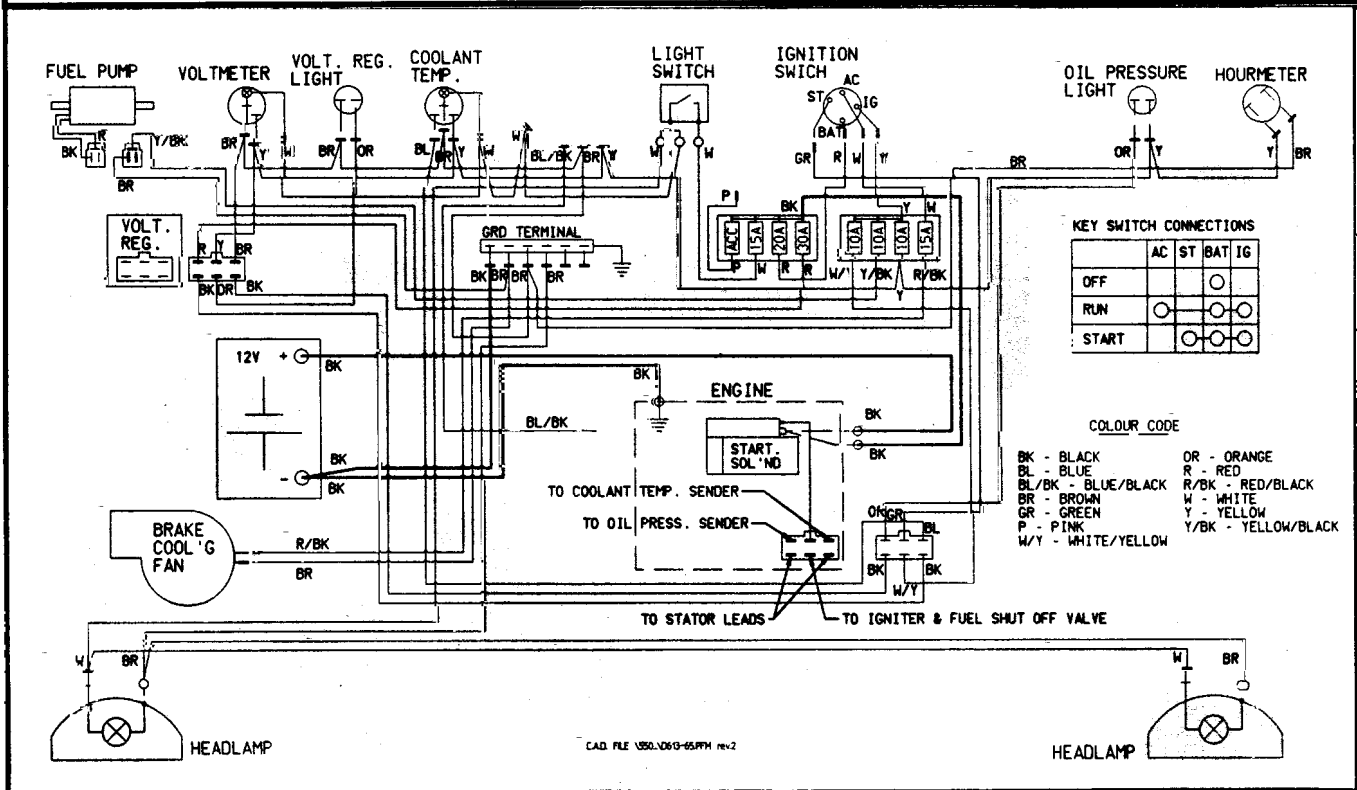 FUEL PUMP
VOLTMETER
VOLT. REG.
LIGHT
COOLANT
TEMP.
LIGHT
SWITCH
IGNITION
SWICH
OIL PRESSURE
LIGHT
HOURMETER
AC
ST
IG
BAT
BK
R
Y/BK
BR
BR
Y
W
BR
OR
BL
BR
Y
W
W
BL/BK
BR
Y
W
W
GR
R
W
Y
BR
OR
Y
Y
BR
VOLT.
REG.
R
Y
BR
BK
OR
BK
GRD TERMINAL
BK
BR
BR
BR
P
BK
ACC
15A
20A
30A
P
W
R
R
Y
W
10A
10A
10A
15A
Y/BK
Y
R/BK
KEY SWITCH CONNECTIONS
AC ST BAT IG
OFF
RUN
START
12V
+
BK
-
BK
BK
BK
ENGINE
BL/BK
START.
SOL'ND
BK
BK
TO COOLANT TEMP. SENDER
TO OIL PRESS. SENDER
GR
BL
BK
BK
W/Y
TO STATOR LEADS
TO IGNITER & FUEL SHUT OFF VALVE
COLOUR CODE
BK - BLACK
BL - BLUE
BL/BK - BLUE/BLACK
BR - BROWN
GR - GREEN
P - PINK
W/Y - WHITE/YELLOW
OR - ORANGE
R - RED
R/BK - RED/BLACK
W - WHITE
Y - YELLOW
Y/BK - YELLOW/BLACK
BRAKE
COOL'G
FAN
R/BK
BR
W
BR
HEADLAMP
W
BR
HEADLAMP
C.A.D. FILE \550..\D613-65.PFM rev.2